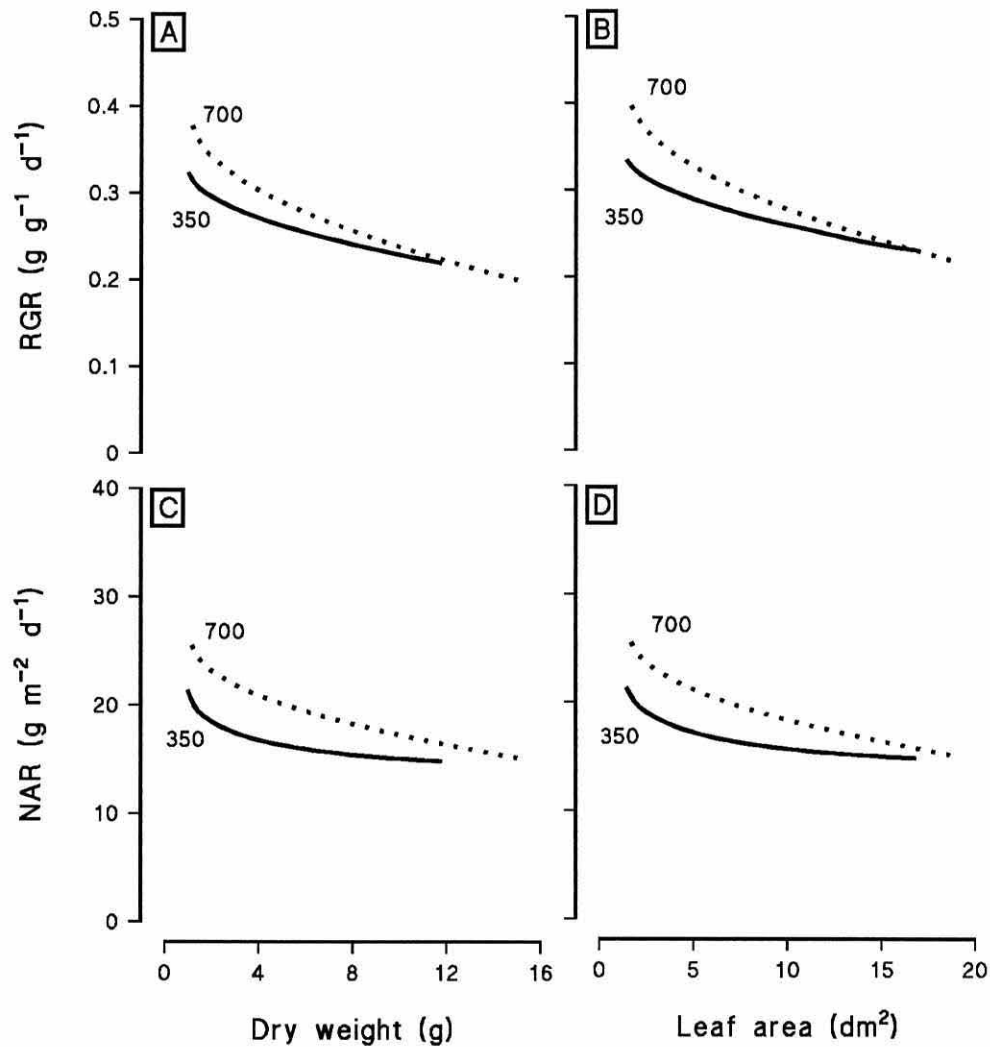 A
B
0.5
0.4
0.3
0.2
0.1
0
RGR (g g⁻¹ d⁻¹)
700
350
700
350
C
D
40
30
20
10
0
NAR (g m⁻² d⁻¹)
700
350
700
350
0 4 8 12 16
0 5 10 15 20
Dry weight (g)
Leaf area (dm²)